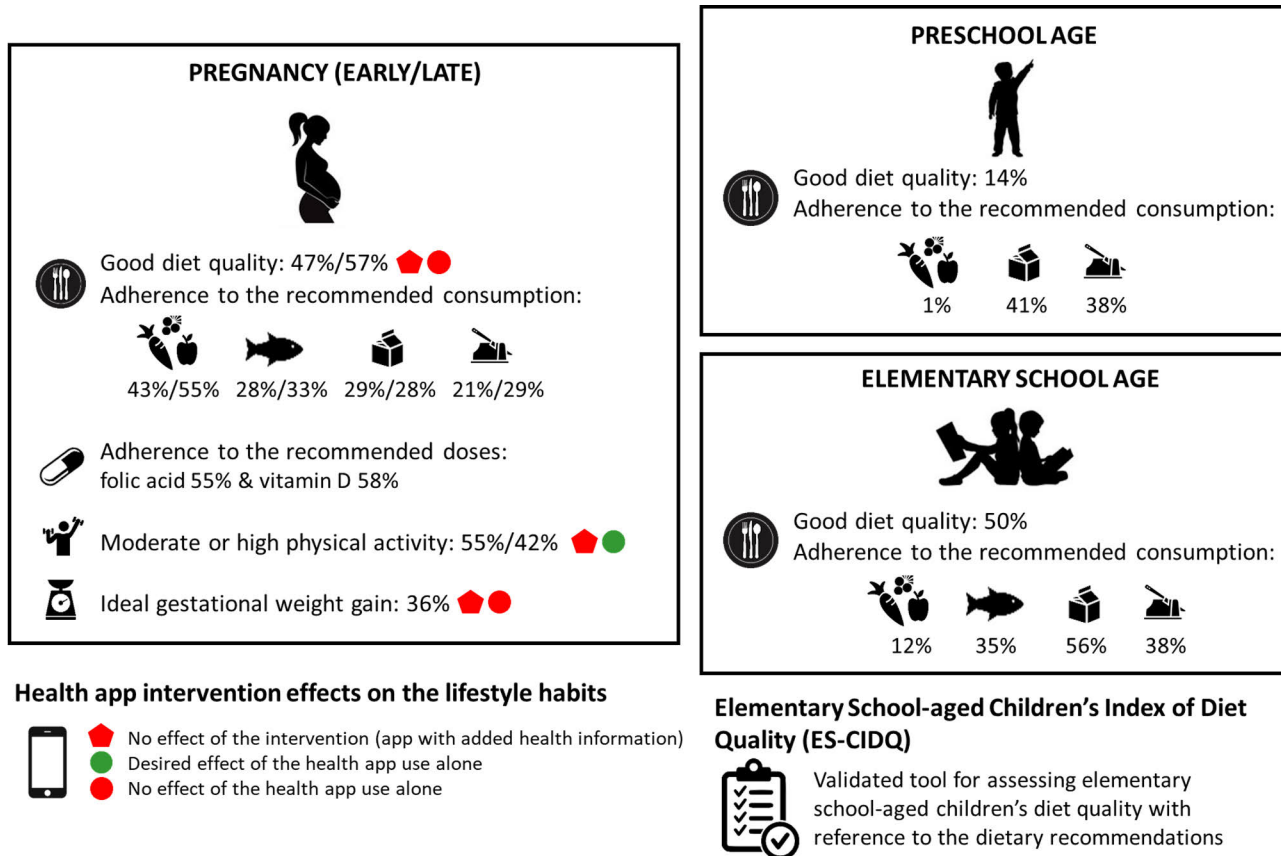 PREGNANCY (EARLY/LATE)
Good diet quality: 47%/57%
Adherence to the recommended consumption:
43%/55% 28%/33% 29%/28% 21%/29%
Adherence to the recommended doses:
folic acid 55% & vitamin D 58%
Moderate or high physical activity: 55%/42%
Ideal gestational weight gain: 36%
Health app intervention effects on the lifestyle habits
No effect of the intervention (app with added health information)
Desired effect of the health app use alone
No effect of the health app use alone
PRESCHOOL AGE
Good diet quality: 14%
Adherence to the recommended consumption:
1% 41% 38%
ELEMENTARY SCHOOL AGE
Good diet quality: 50%
Adherence to the recommended consumption:
12% 35% 56% 38%
Elementary School-aged Children's Index of Diet
Quality (ES-CIDQ)
Validated tool for assessing elementary
school-aged children's diet quality with
reference to the dietary recommendations